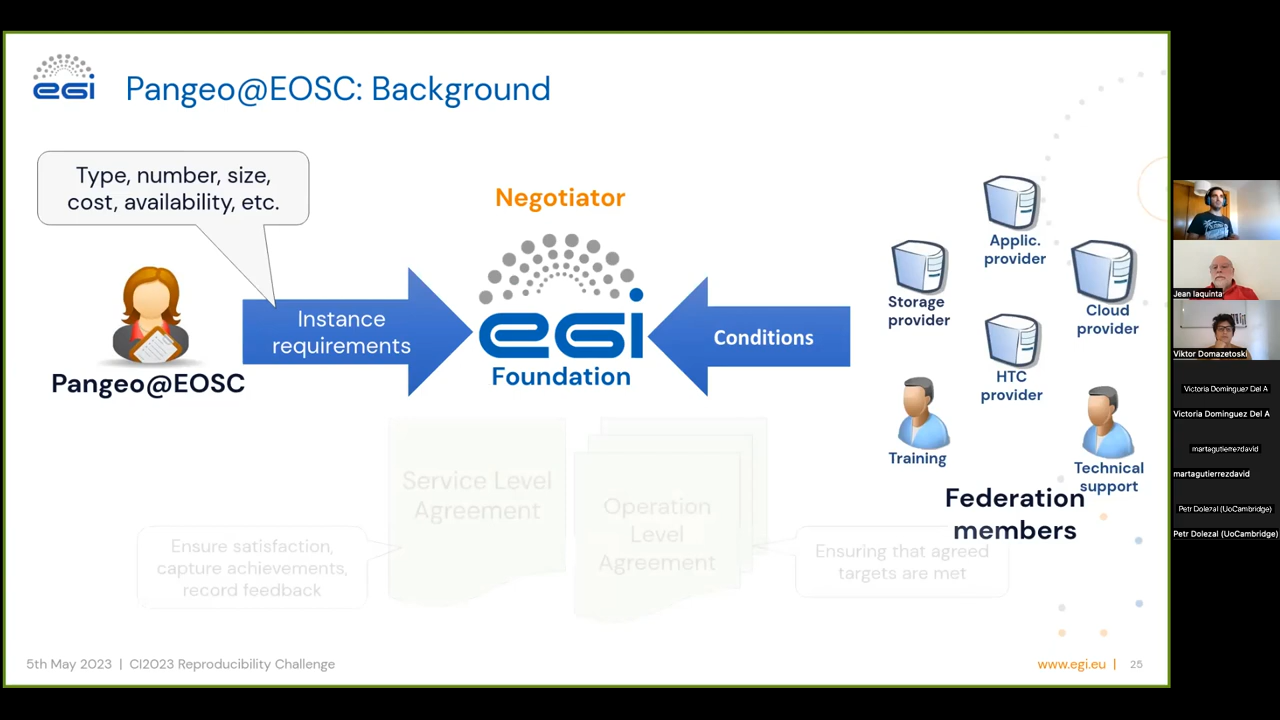 egi
Pangeo@EOSC: Background
Type, number, size,
cost, availability, etc.
Negotiator
Instance
requirements
egi
Foundation
Conditions
Pangeo@EOSC
Applic.
provider
Storage
provider
Cloud
provider
HTC
provider
Training
Technical
support
Federation
members
Service Level
Agreement
Operation
Level
Agreement
Ensure satisfaction,
capture achievements,
record feedback
Ensuring that agreed
targets are met
5th May 2023 | CI2023 Reproducibility Challenge
www.egi.eu |
25
Jean Iaquinta
Viktor Domazetoski
Victoria Dominguez Del A
Victoria Dominguez Del A
martagutierrezdavid
martagutierrezdavid
Petr Dolezal (UoCambridge)
Petr Dolezal (UoCambridge)